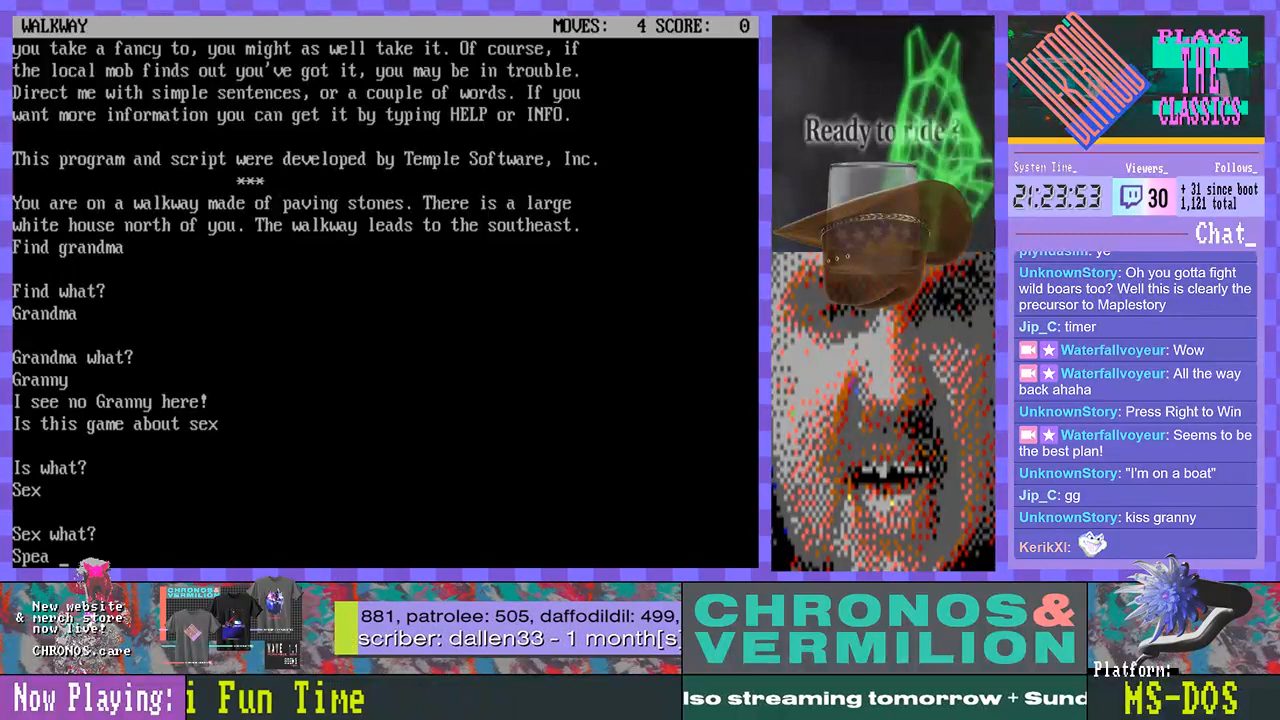 WALKWAY MOVES: 4 SCORE: 0
you take a fancy to, you might as well take it. Of course, if
the local mob finds out you've got it, you may be in trouble.
Direct me with simple sentences, or a couple of words. If you
want more information you can get it by typing HELP or INFO.
This program and script were developed by Temple Software, Inc.
***
You are on a walkway made of paving stones. There is a large
white house north of you. The walkway leads to the southeast.
Find grandma
Find what?
Grandma
Grandma what?
Granny
I see no Granny here!
Is this game about sex
Is what?
Sex
Sex what?
Spea _
Ready to ride?
PLAYS
THE
CLASSICS
System Time_
21:23:53
Viewers_
30
Follows_
+ 31 since boot
1,121 total
Chat_
UnknownStory: Oh you gotta fight
wild boars too? Well this is clearly the
precursor to Maplestory
Jip_C: timer
Waterfallvoyeur: Wow
Waterfallvoyeur: All the way
back ahaha
UnknownStory: Press Right to Win
Waterfallvoyeur: Seems to be
the best plan!
UnknownStory: "I'm on a boat"
Jip_C: gg
UnknownStory: kiss granny
KerikXI:
New website
& merch store
now live!
CHRONOS.care
881, patrolee: 505, daffodildil: 499,
scriber: dallen33 - 1 month[s]
CHRONOS&
VERMILION
Platform:
MS-DOS
Now Playing: i Fun Time
lso streaming tomorrow + Sund